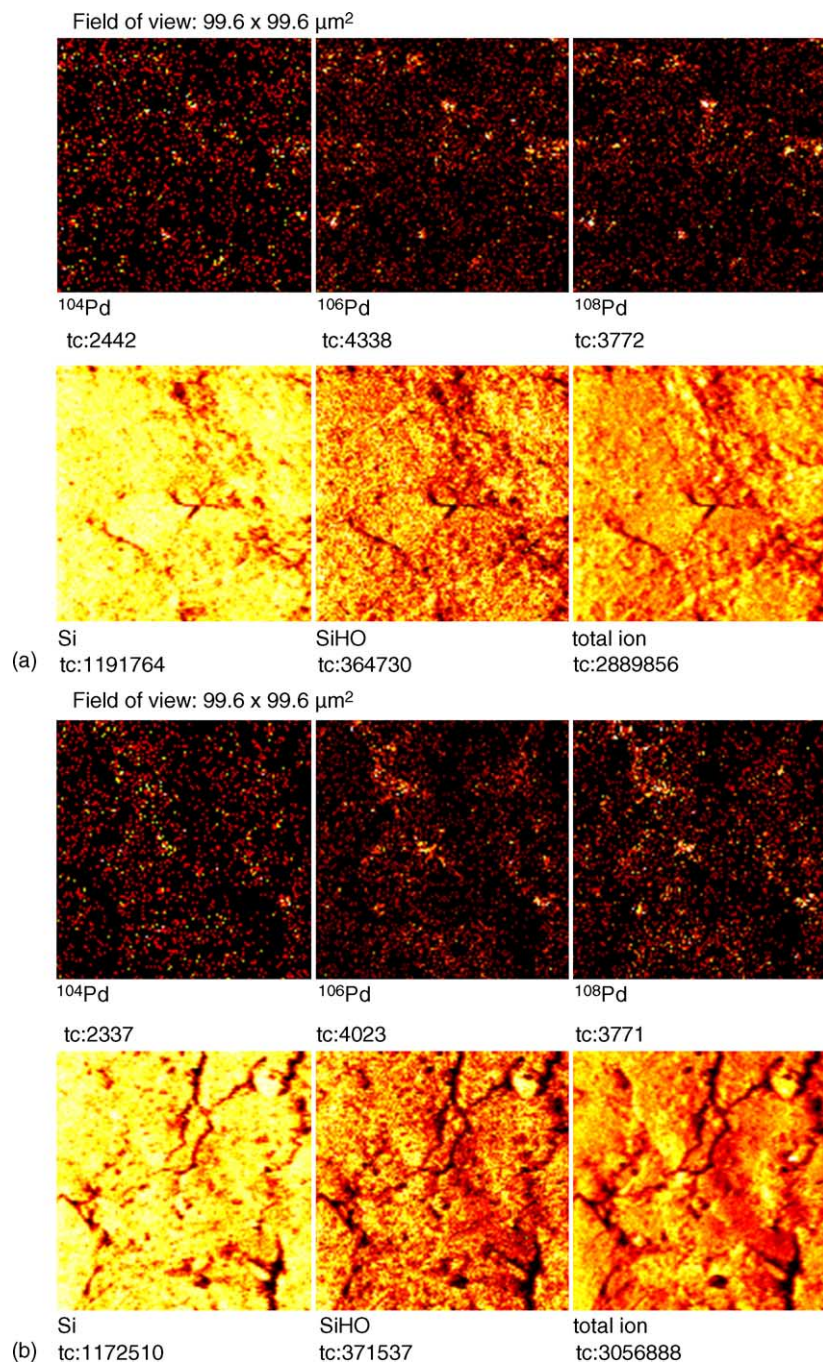 Field of view: 99.6 x 99.6 µm²
¹⁰⁴Pd ¹⁰⁶Pd ¹⁰⁸Pd
tc:2442 tc:4338 tc:3772
Si SiHO total ion
(a) tc:1191764 tc:364730 tc:2889856
Field of view: 99.6 x 99.6 µm²
¹⁰⁴Pd ¹⁰⁶Pd ¹⁰⁸Pd
tc:2337 tc:4023 tc:3771
Si SiHO total ion
(b) tc:1172510 tc:371537 tc:3056888